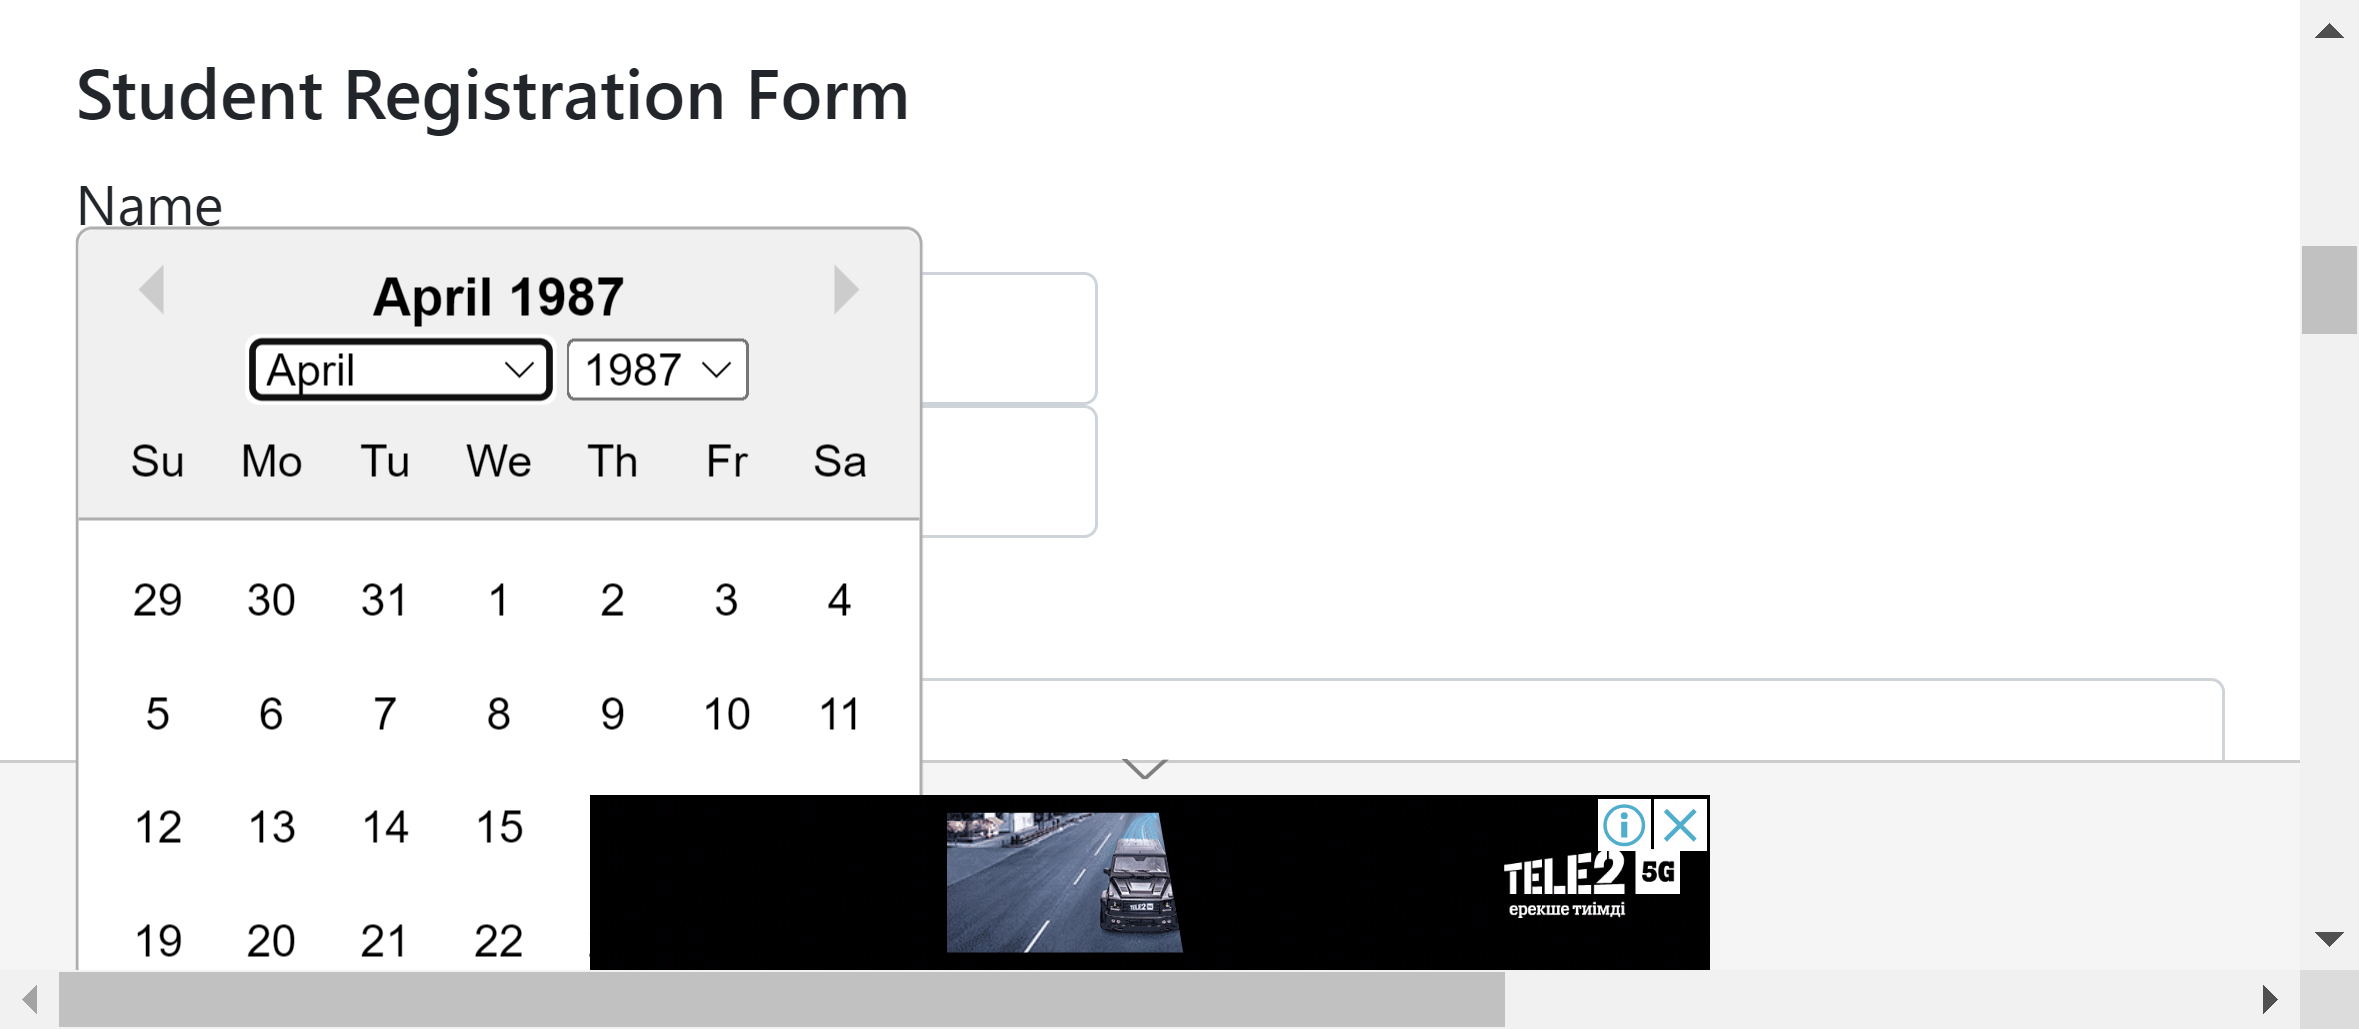 Student Registration Form
Name
April 1987
April 1987
Su Mo Tu We Th Fr Sa
29 30 31 1 2 3 4
5 6 7 8 9 10 11
12 13 14 15
19 20 21 22
TELE2 5G
ерекше тиімді
TELE2